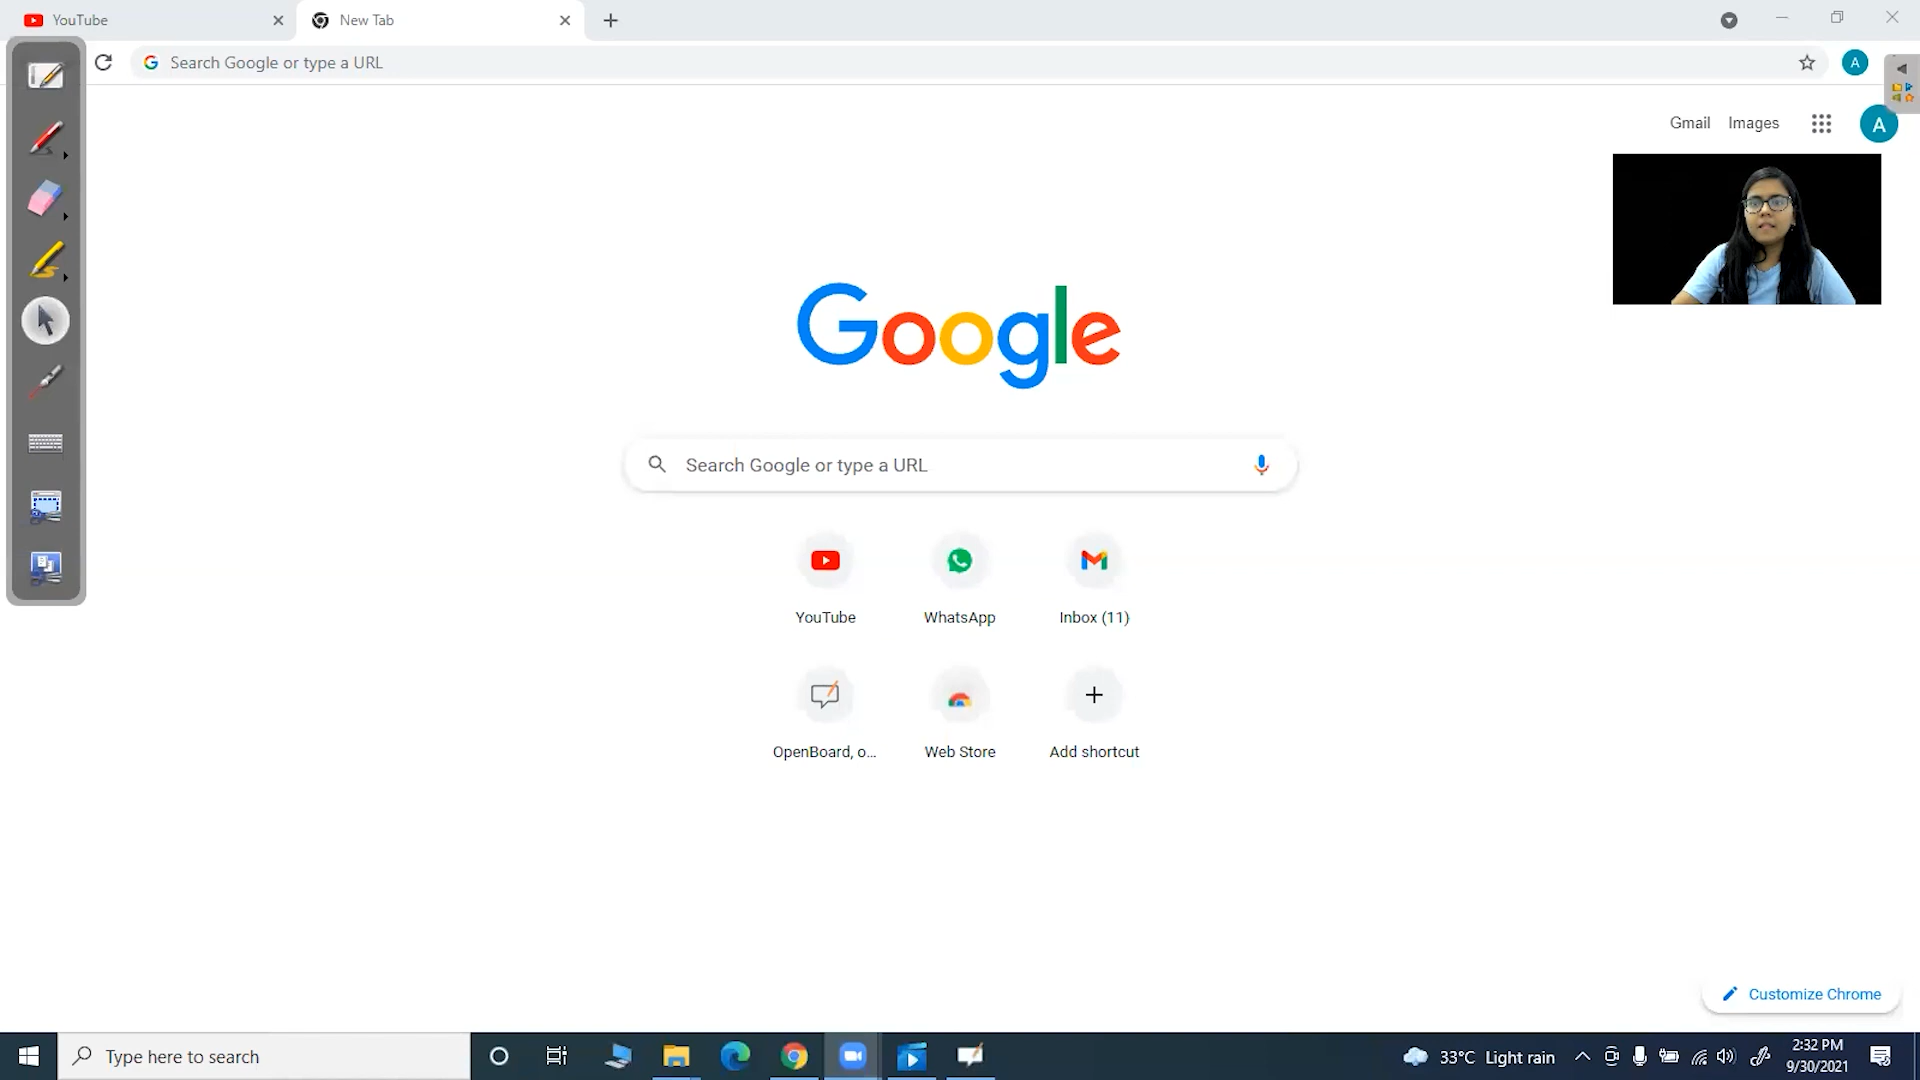 YouTube
New Tab
Search Google or type a URL
A
Gmail
Images
A
Google
Search Google or type a URL
YouTube
WhatsApp
Inbox (11)
OpenBoard, o...
Web Store
Add shortcut
Customize Chrome
Type here to search
33°C Light rain
2:32 PM
9/30/2021